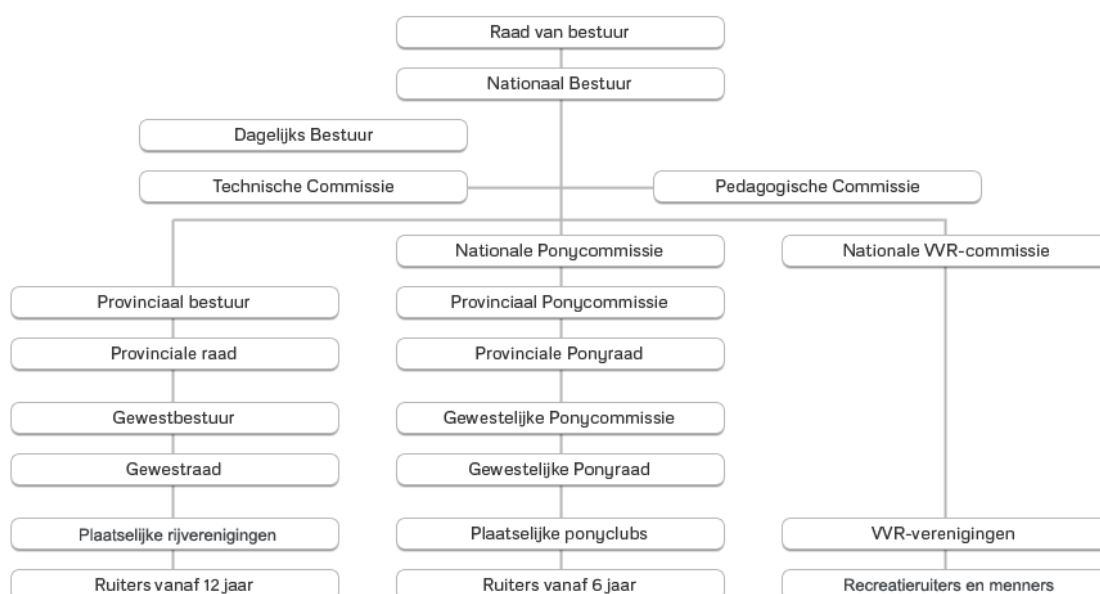 Raad van bestuur
Nationaal Bestuur
Dagelijks Bestuur
Technische Commissie
Pedagogische Commissie
Nationale Ponycommissie
Nationale VVR-commissie
Provinciaal bestuur
Provinciaal Ponycommissie
Provinciale raad
Provinciale Ponyraad
Gewestbestuur
Gewestelijke Ponycommissie
Gewestraad
Gewestelijke Ponyraad
Plaatselijke rijverenigingen
Plaatselijke ponyclubs
VVR-verenigingen
Ruiters vanaf 12 jaar
Ruiters vanaf 6 jaar
Recreatieruiters en menners